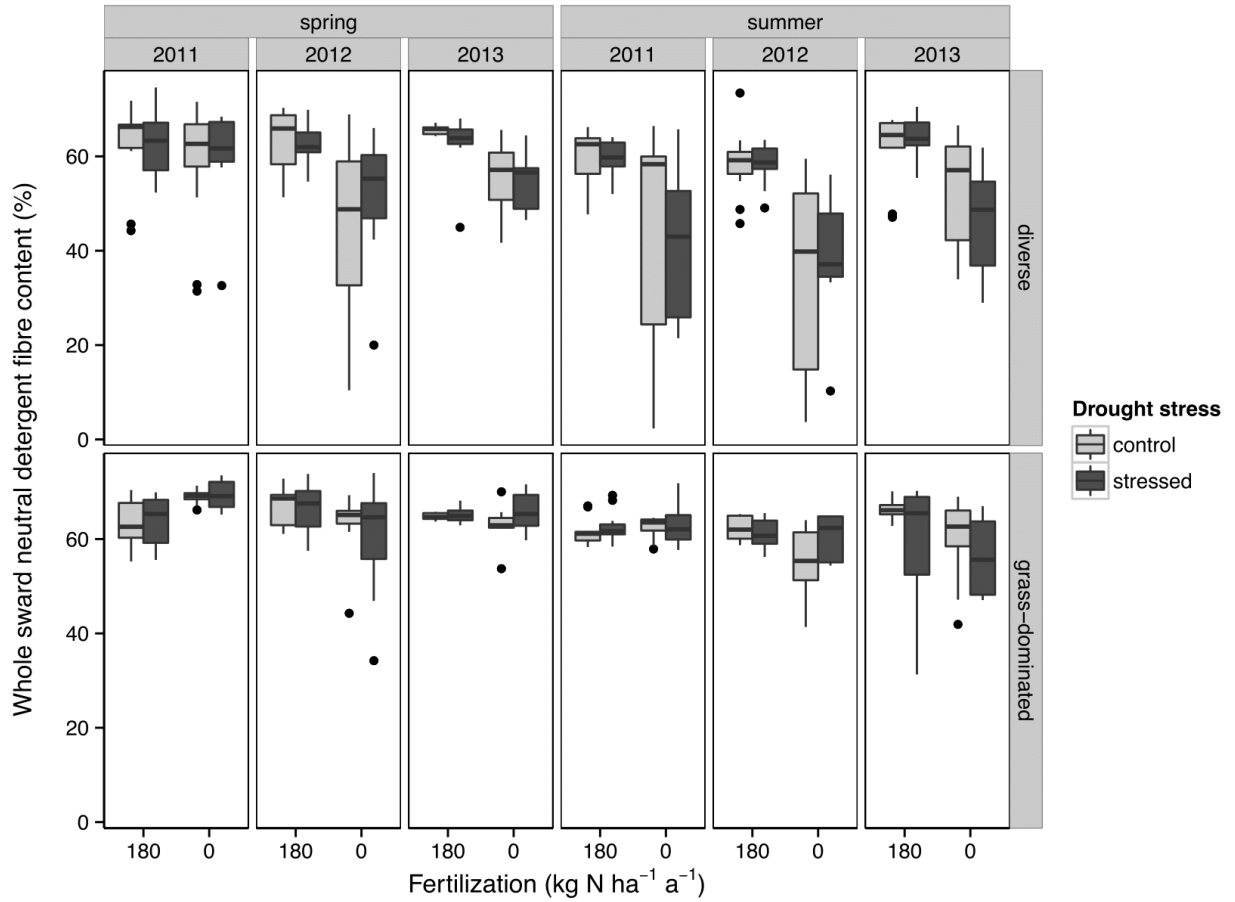 spring summer
2011 2012 2013 2011 2012 2013
Whole sward neutral detergent fibre content (%)
60
40
20
0
diverse
60
40
20
0
grass−dominated
180 0 180 0 180 0 180 0 180 0 180 0
Fertilization (kg N ha⁻¹ a⁻¹)
Drought stress
control
stressed